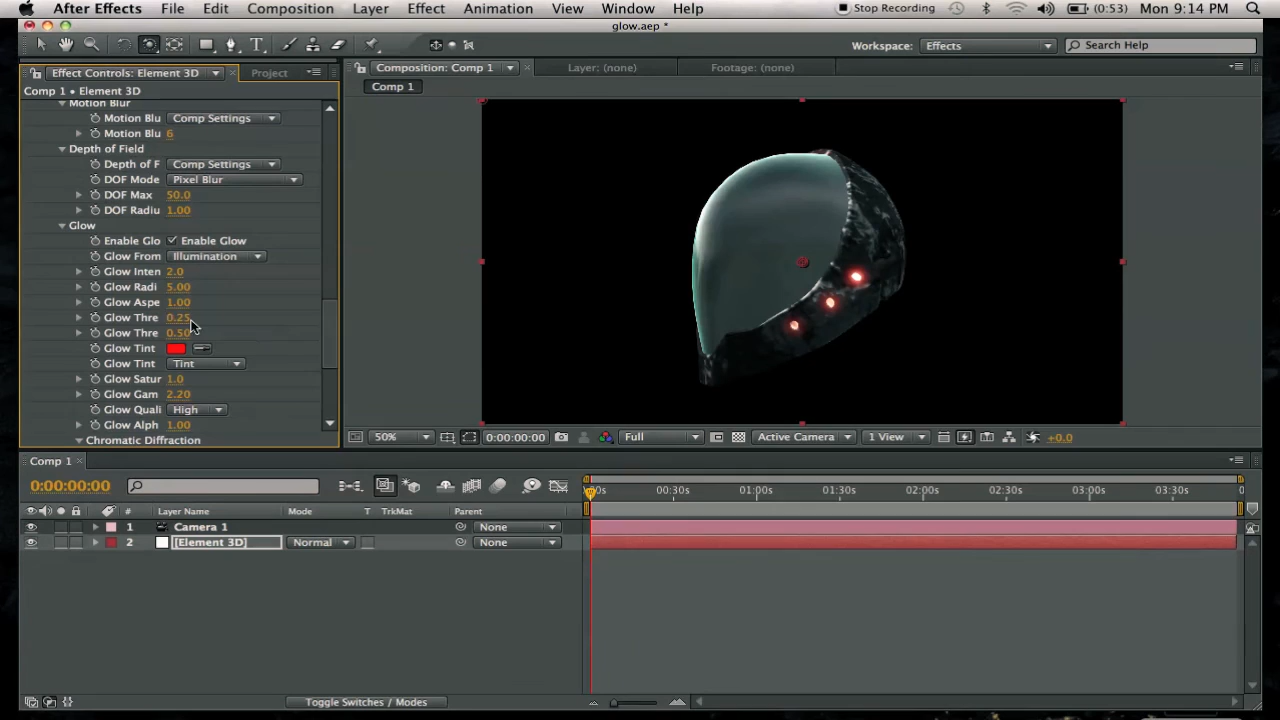 After Effects File Edit Composition Layer Effect Animation View Window Help Stop Recording (0:53) Mon 9:14 PM
glow.aep *
Workspace: Effects Search Help
Effect Controls: Element 3D Project Composition: Comp 1 Layer: (none) Footage: (none)
Comp 1 • Element 3D Comp 1
Motion Blur
Motion Blu Comp Settings
Motion Blu 6
Depth of Field
Depth of F Comp Settings
DOF Mode Pixel Blur
DOF Max 50.0
DOF Radiu 1.00
Glow
Enable Glo Enable Glow
Glow From Illumination
Glow Inten 2.0
Glow Radi 5.00
Glow Aspe 1.00
Glow Thre 0.25
Glow Thre 0.50
Glow Tint
Glow Tint Tint
Glow Satur 1.0
Glow Gam 2.20
Glow Quali High
Glow Alph 1.00
Chromatic Diffraction
50% 0:00:00:00 Full Active Camera 1 View +0.0
Comp 1
0:00:00:00 00s 00:30s 01:00s 01:30s 02:00s 02:30s 03:00s 03:30s 0
# Layer Name Mode T TrkMat Parent
1 Camera 1 None
2 [Element 3D] Normal None
Toggle Switches / Modes